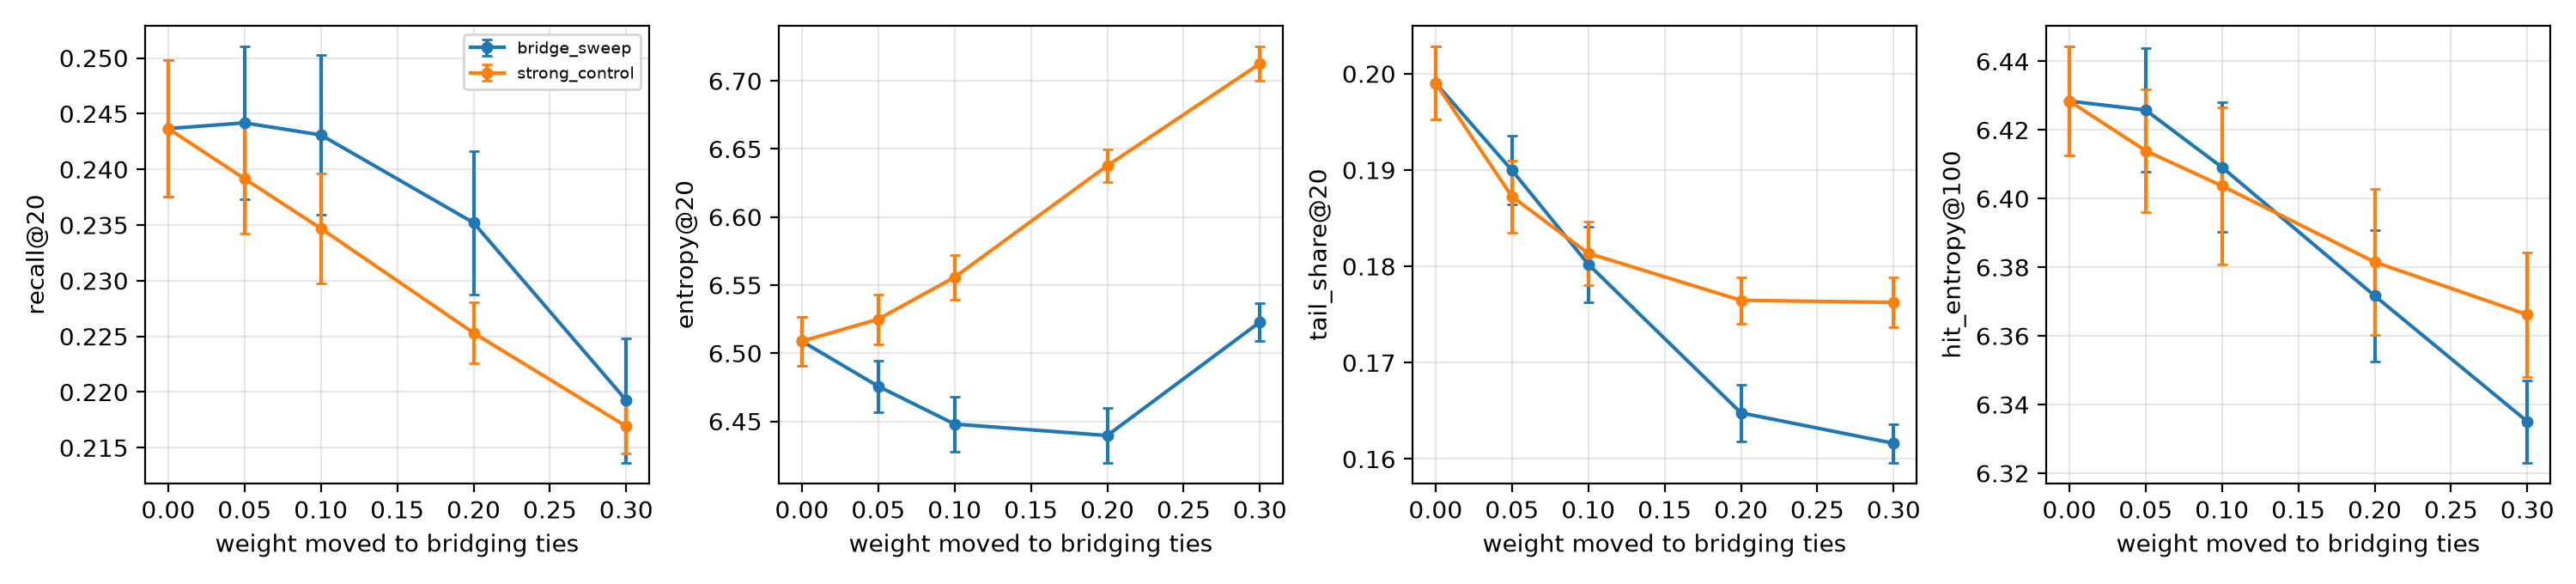 recall@20
0.250
0.245
0.240
0.235
0.230
0.225
0.220
0.215
bridge_sweep
strong_control
0.00 0.05 0.10 0.15 0.20 0.25 0.30
weight moved to bridging ties
entropy@20
6.70
6.65
6.60
6.55
6.50
6.45
0.00 0.05 0.10 0.15 0.20 0.25 0.30
weight moved to bridging ties
tail_share@20
0.20
0.19
0.18
0.17
0.16
0.00 0.05 0.10 0.15 0.20 0.25 0.30
weight moved to bridging ties
hit_entropy@100
6.44
6.42
6.40
6.38
6.36
6.34
6.32
0.00 0.05 0.10 0.15 0.20 0.25 0.30
weight moved to bridging ties